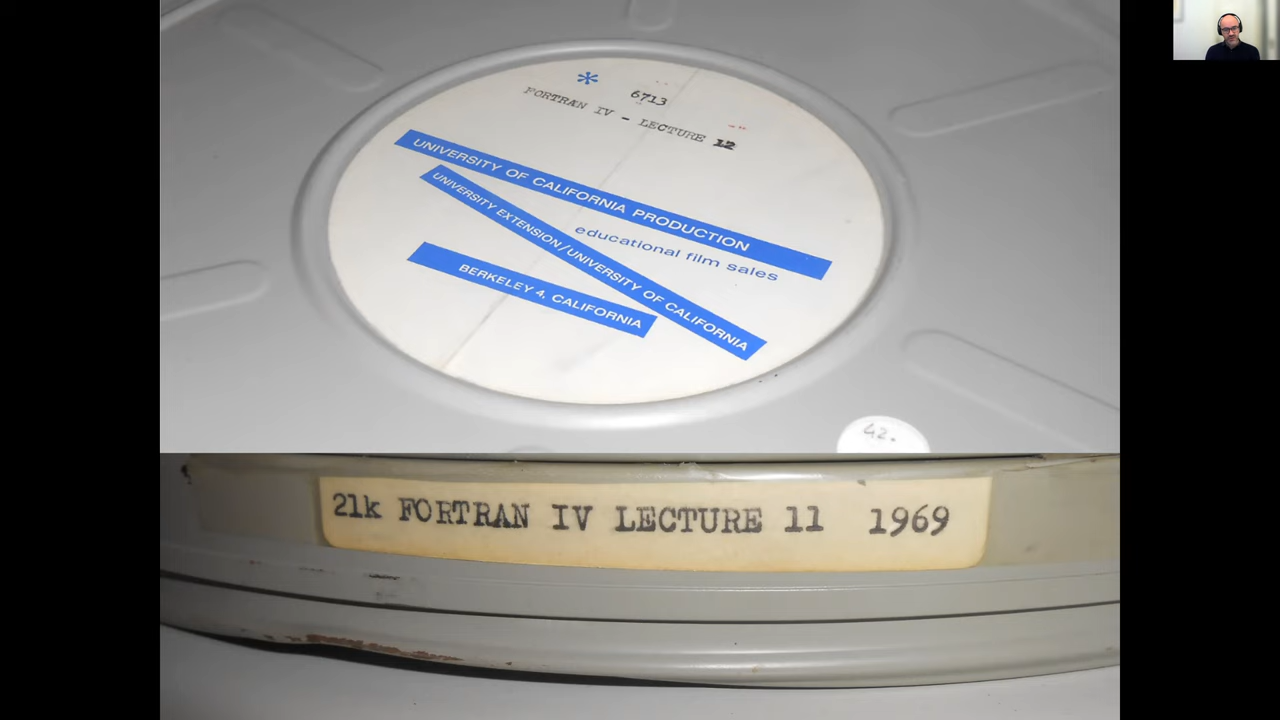 *
6713
FORTRAN IV - LECTURE 12
UNIVERSITY OF CALIFORNIA PRODUCTION
educational film sales
UNIVERSITY EXTENSION/UNIVERSITY OF CALIFORNIA
BERKELEY 4, CALIFORNIA
42.
21k FORTRAN IV LECTURE 11 1969